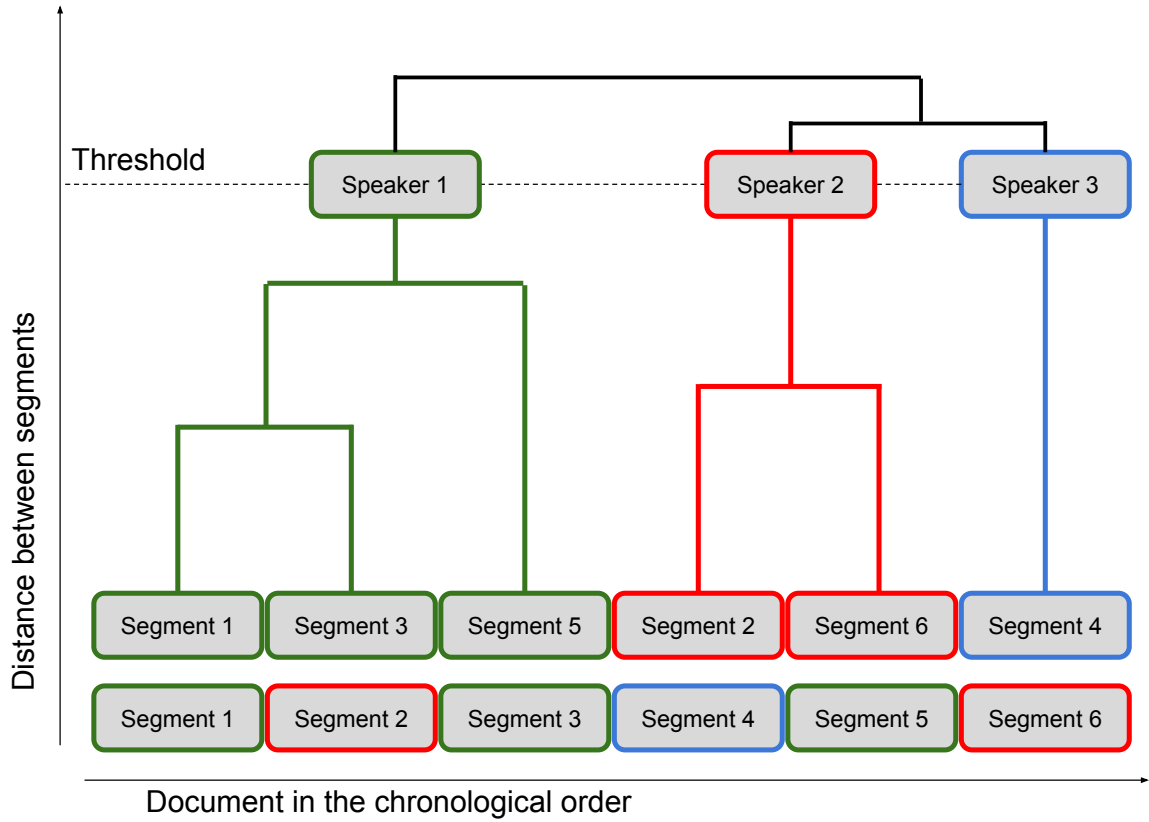 Threshold
Speaker 1
Speaker 2
Speaker 3
Distance between segments
Segment 1
Segment 3
Segment 5
Segment 2
Segment 6
Segment 4
Segment 1
Segment 2
Segment 3
Segment 4
Segment 5
Segment 6
Document in the chronological order